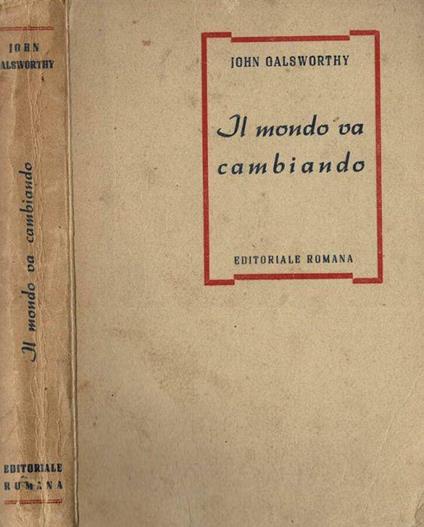 JOHN
GALSWORTHY
Il mondo va cambiando
EDITORIALE
ROMANA
JOHN GALSWORTHY
Il mondo va
cambiando
EDITORIALE ROMANA